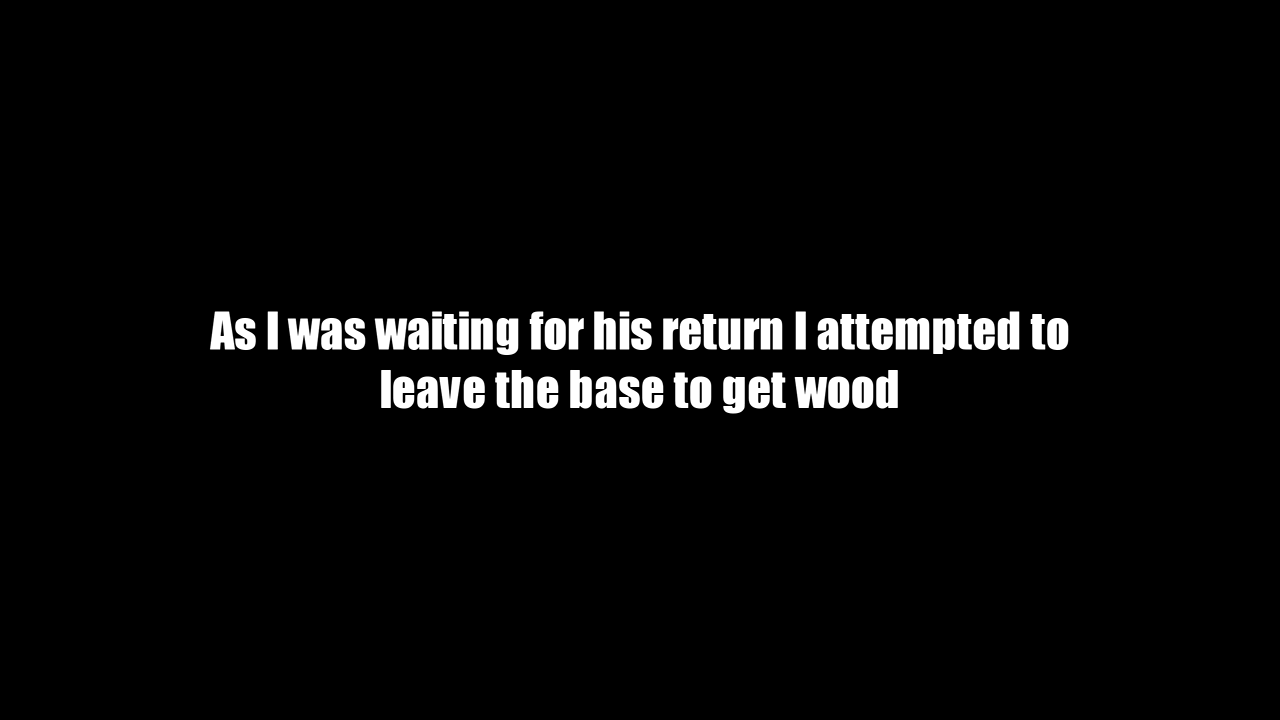 As I was waiting for his return I attempted to
leave the base to get wood